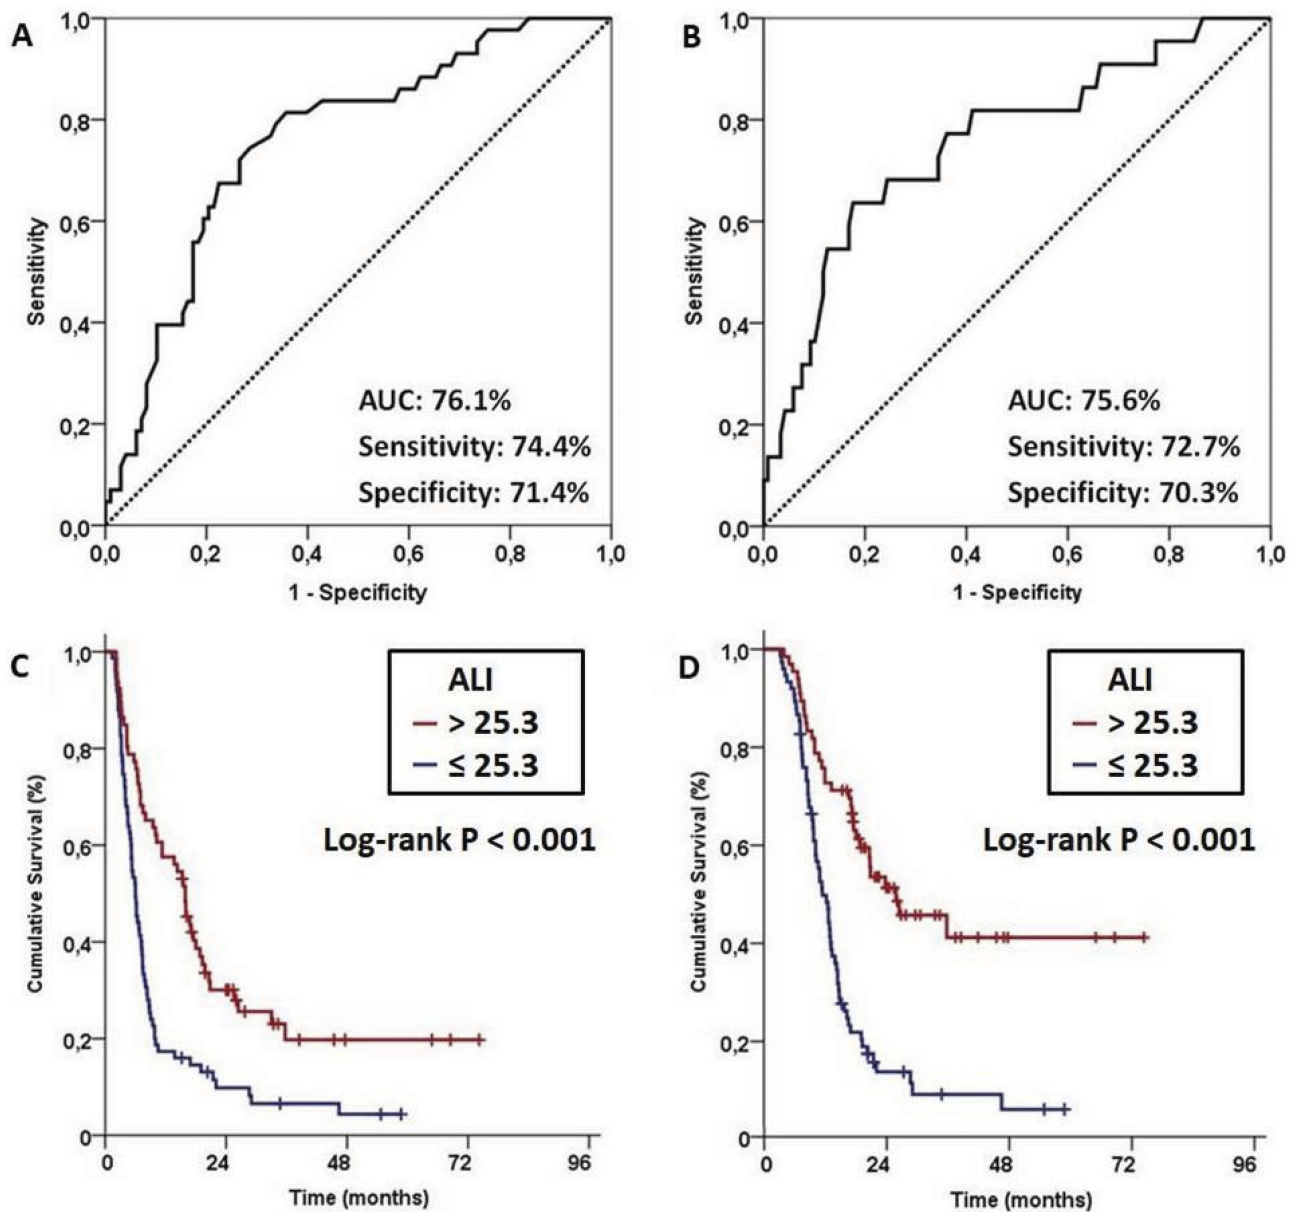 A
1,0
0,8
0,6
0,4
0,2
0,0
Sensitivity
AUC: 76.1%
Sensitivity: 74.4%
Specificity: 71.4%
0,0 0,2 0,4 0,6 0,8 1,0
1 - Specificity
B
1,0
0,8
0,6
0,4
0,2
0,0
Sensitivity
AUC: 75.6%
Sensitivity: 72.7%
Specificity: 70.3%
0,0 0,2 0,4 0,6 0,8 1,0
1 - Specificity
C
1,0
0,8
0,6
0,4
0,2
0
Cumulative Survival (%)
ALI
> 25.3
≤ 25.3
Log-rank P < 0.001
0 24 48 72 96
Time (months)
D
1,0
0,8
0,6
0,4
0,2
0
Cumulative Survival (%)
ALI
> 25.3
≤ 25.3
Log-rank P < 0.001
0 24 48 72 96
Time (months)